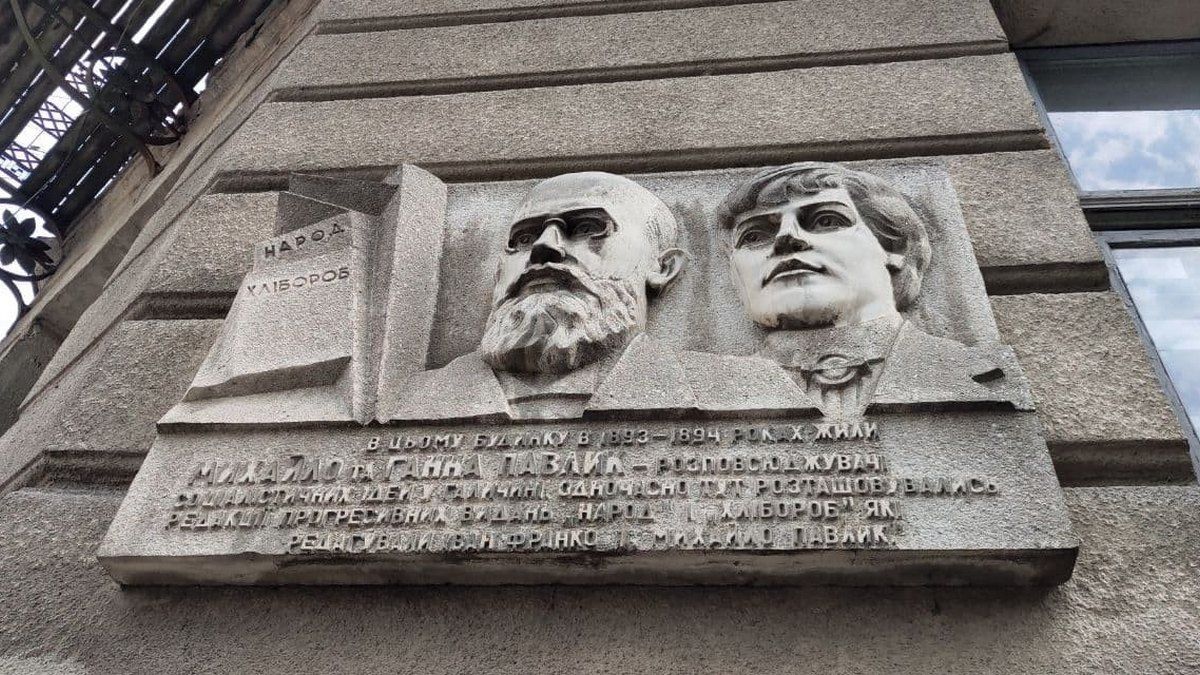 НАРОД
ХЛІБОРОБ
В ЦЬОМУ БУДИНКУ В 1893-1894 РОКАХ ЖИЛИ
МИХАЙЛО ТА ГАННА ПАВЛИК – РОЗПОВСЮДЖУВАЧІ
СОЦІАЛІСТИЧНИХ ІДЕЙ У ГАЛИЧИНІ, ОДНОЧАСНО ТУТ РОЗТАШОВУВАЛИСЬ
РЕДАКЦІЇ ПРОГРЕСИВНИХ ВИДАНЬ „НАРОД" І „ХЛІБОРОБ" ЯКІ
РЕДАГУВАЛИ ІВАН ФРАНКО І МИХАЙЛО ПАВЛИК.